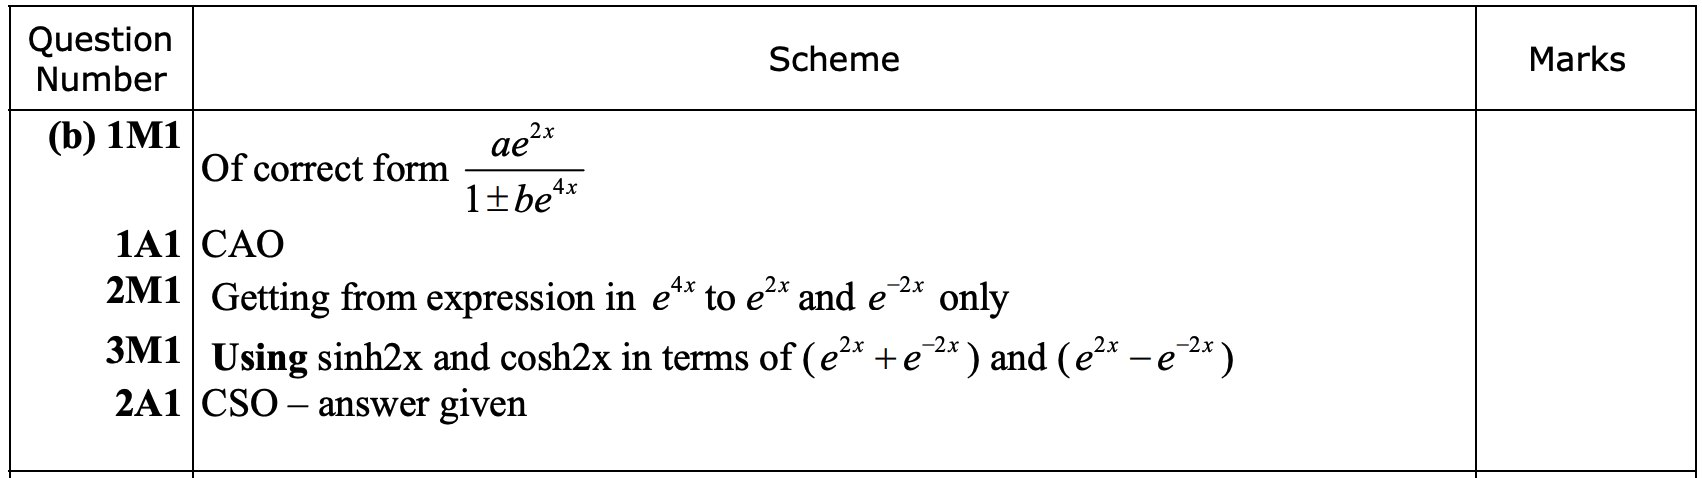 Question Number Scheme Marks
(b) 1M1 Of correct form \frac{ae^{2x}}{1 \pm be^{4x}}
1A1 CAO
2M1 Getting from expression in e^{4x} to e^{2x} and e^{-2x} only
3M1 Using sinh2x and cosh2x in terms of (e^{2x} + e^{-2x}) and (e^{2x} - e^{-2x})
2A1 CSO – answer given